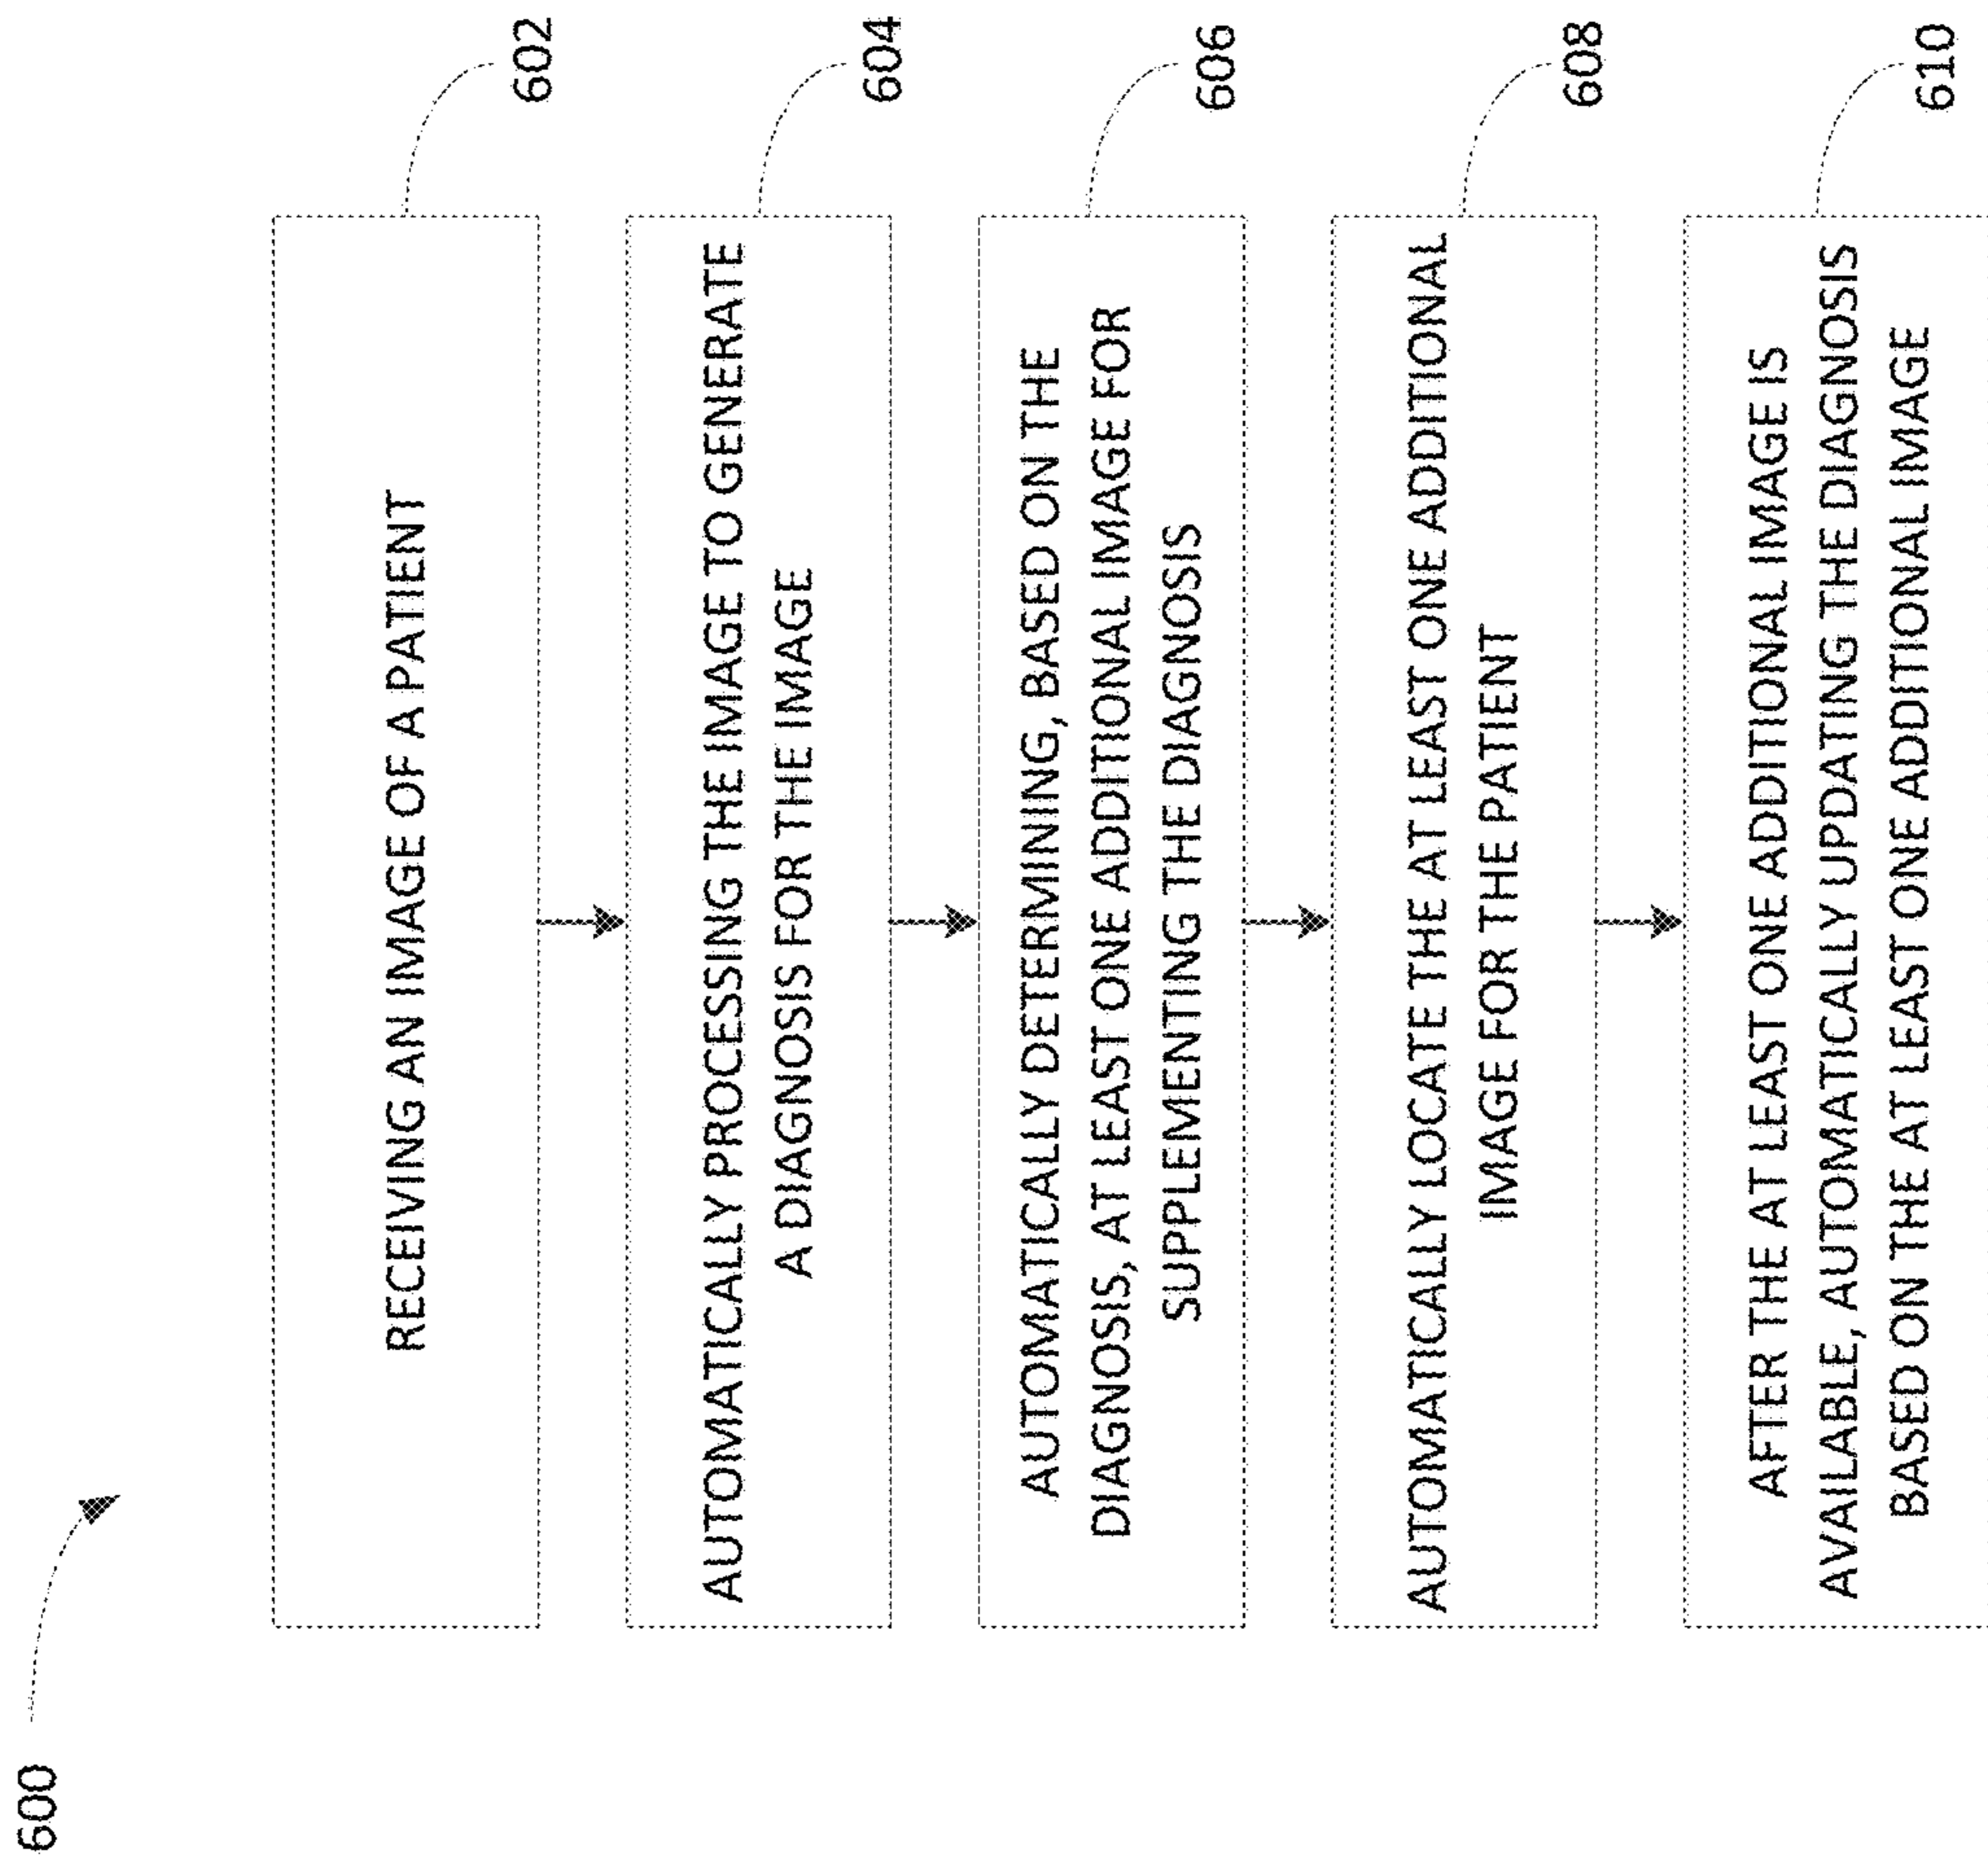 600
RECEIVING AN IMAGE OF A PATIENT
602
AUTOMATICALLY PROCESSING THE IMAGE TO GENERATE
A DIAGNOSIS FOR THE IMAGE
604
AUTOMATICALLY DETERMINING, BASED ON THE
DIAGNOSIS, AT LEAST ONE ADDITIONAL IMAGE FOR
SUPPLEMENTING THE DIAGNOSIS
606
AUTOMATICALLY LOCATE THE AT LEAST ONE ADDITIONAL
IMAGE FOR THE PATIENT
608
AFTER THE AT LEAST ONE ADDITIONAL IMAGE IS
AVAILABLE, AUTOMATICALLY UPDATING THE DIAGNOSIS
BASED ON THE AT LEAST ONE ADDITIONAL IMAGE
610